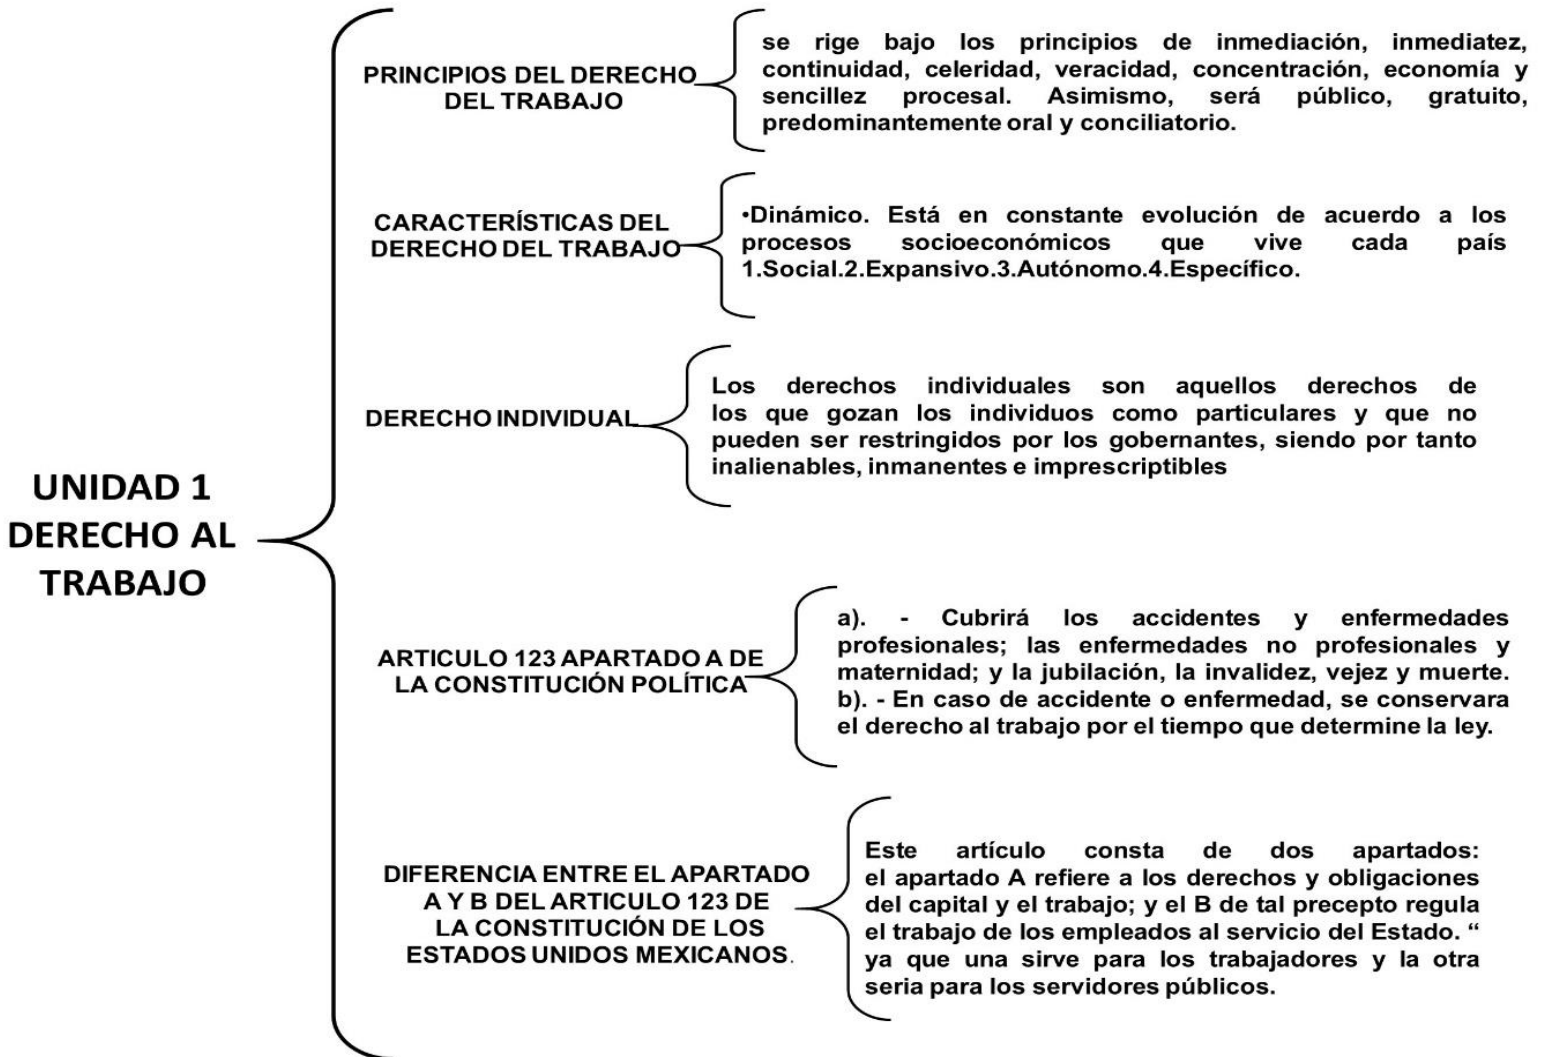 UNIDAD 1
DERECHO AL
TRABAJO
PRINCIPIOS DEL DERECHO
DEL TRABAJO
se rige bajo los principios de inmediación, inmediatez,
continuidad, celeridad, veracidad, concentración, economía y
sencillez procesal. Asimismo, será público, gratuito,
predominantemente oral y conciliatorio.
CARACTERÍSTICAS DEL
DERECHO DEL TRABAJO
•Dinámico. Está en constante evolución de acuerdo a los
procesos socioeconómicos que vive cada país
1.Social.2.Expansivo.3.Autónomo.4.Específico.
DERECHO INDIVIDUAL
Los derechos individuales son aquellos derechos de
los que gozan los individuos como particulares y que no
pueden ser restringidos por los gobernantes, siendo por tanto
inalienables, inmanentes e imprescriptibles
ARTICULO 123 APARTADO A DE
LA CONSTITUCIÓN POLÍTICA
a). - Cubrirá los accidentes y enfermedades
profesionales; las enfermedades no profesionales y
maternidad; y la jubilación, la invalidez, vejez y muerte.
b). - En caso de accidente o enfermedad, se conservara
el derecho al trabajo por el tiempo que determine la ley.
DIFERENCIA ENTRE EL APARTADO
A Y B DEL ARTICULO 123 DE
LA CONSTITUCIÓN DE LOS
ESTADOS UNIDOS MEXICANOS.
Este artículo consta de dos apartados:
el apartado A refiere a los derechos y obligaciones
del capital y el trabajo; y el B de tal precepto regula
el trabajo de los empleados al servicio del Estado. “
ya que una sirve para los trabajadores y la otra
seria para los servidores públicos.